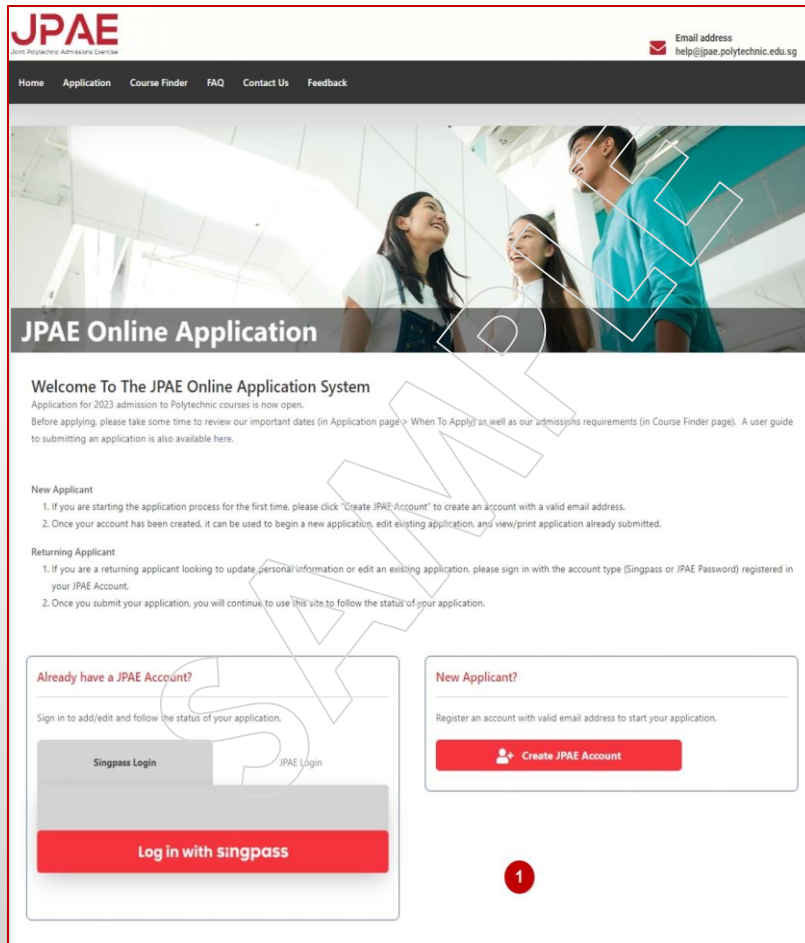 JPAE
Joint Polytechnic Admissions Exercise
Email address
help@jpae.polytechnic.edu.sg
Home Application Course Finder FAQ Contact Us Feedback
JPAE Online Application
Welcome To The JPAE Online Application System
Application for 2023 admission to Polytechnic courses is now open.
Before applying, please take some time to review our important dates (in Application page > When To Apply) as well as our admissions requirements (in Course Finder page). A user guide
to submitting an application is also available here.
New Applicant
1. If you are starting the application process for the first time, please click "Create JPAE Account" to create an account with a valid email address.
2. Once your account has been created, it can be used to begin a new application, edit existing application, and view/print application already submitted.
Returning Applicant
1. If you are a returning applicant looking to update personal information or edit an existing application, please sign in with the account type (Singpass or JPAE Password) registered in
your JPAE Account.
2. Once you submit your application, you will continue to use this site to follow the status of your application.
Already have a JPAE Account?
Sign in to add/edit and follow the status of your application.
Singpass Login JPAE Login
Log in with singpass
New Applicant?
Register an account with valid email address to start your application.
Create JPAE Account
1
SAMPLE